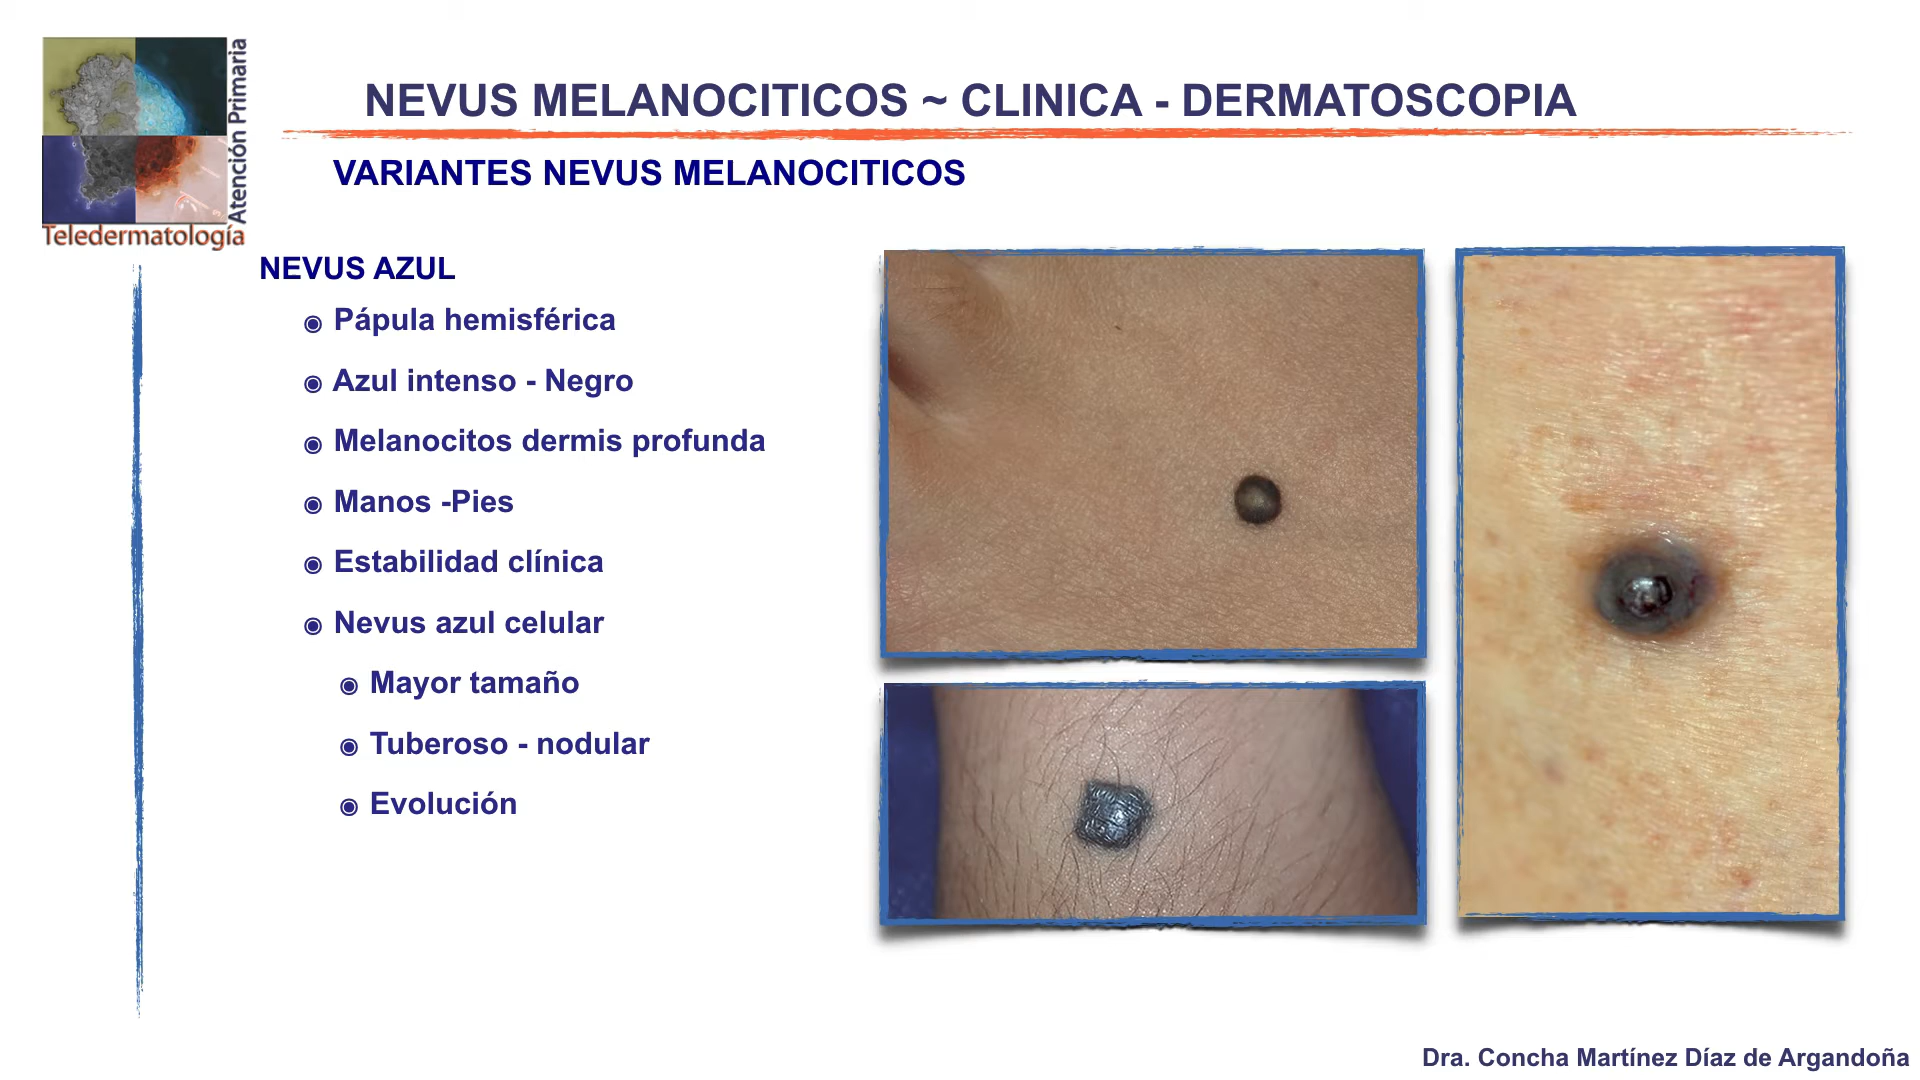 Atención Primaria
Teledermatología
NEVUS MELANOCITICOS ~ CLINICA - DERMATOSCOPIA
VARIANTES NEVUS MELANOCITICOS
NEVUS AZUL
◉ Pápula hemisférica
◉ Azul intenso - Negro
◉ Melanocitos dermis profunda
◉ Manos -Pies
◉ Estabilidad clínica
◉ Nevus azul celular
◉ Mayor tamaño
◉ Tuberoso - nodular
◉ Evolución
Dra. Concha Martínez Díaz de Argandoña